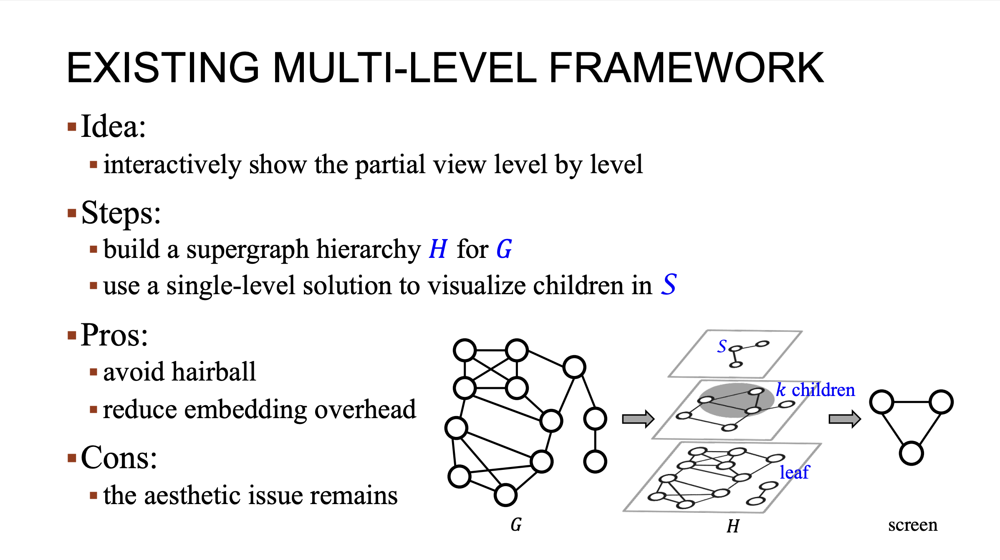 EXISTING MULTI-LEVEL FRAMEWORK
Idea:
interactively show the partial view level by level
Steps:
build a supergraph hierarchy H for G
use a single-level solution to visualize children in S
Pros:
avoid hairball
reduce embedding overhead
Cons:
the aesthetic issue remains
S
k children
leaf
G
H
screen